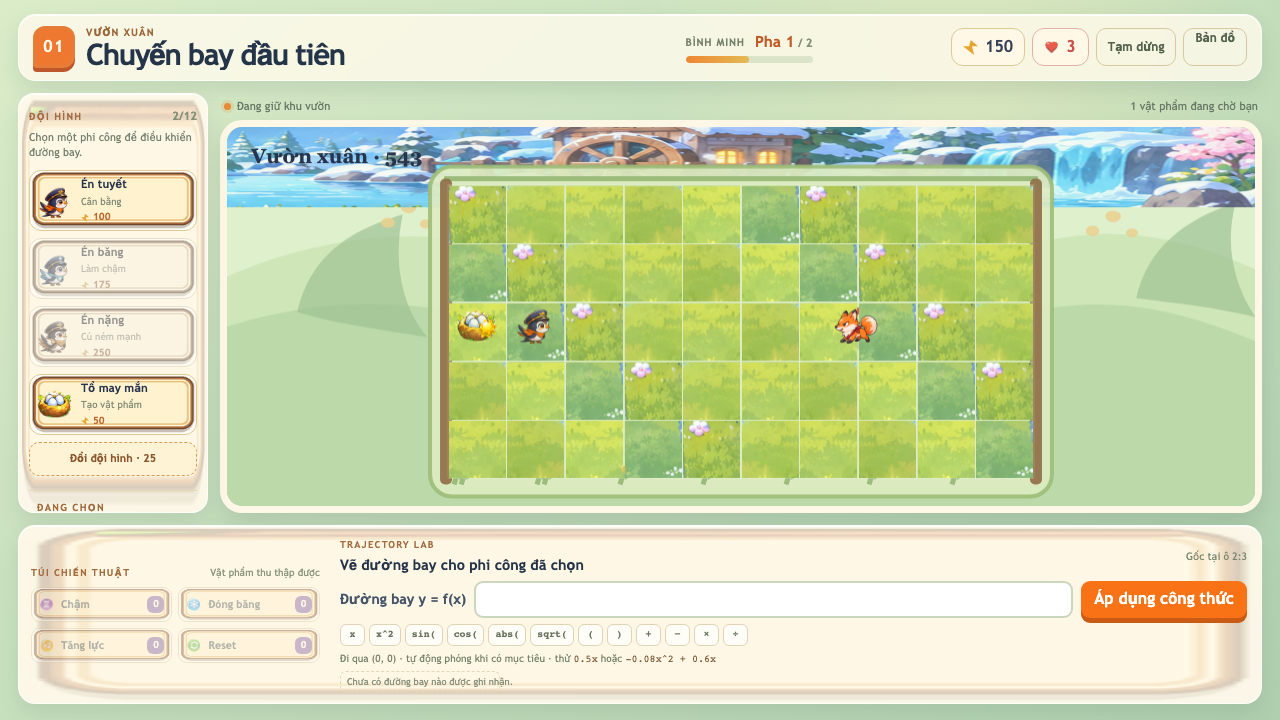 01
VƯỜN XUÂN
Chuyến bay đầu tiên
BÌNH MINH Pha 1 / 2
150
3
Tạm dừng
Bản đồ
ĐỘI HÌNH 2/12
Chọn một phi công để điều khiển đường bay.
Én tuyết
Cân bằng
100
Én băng
Làm chậm
175
Én nặng
Cú ném mạnh
250
Tổ may mắn
Tạo vật phẩm
50
Đổi đội hình · 25
ĐANG CHỌN
Đang giữ khu vườn
1 vật phẩm đang chờ bạn
Vườn xuân · 543
TÚI CHIẾN THUẬT
Vật phẩm thu thập được
Chậm 0
Đóng băng 0
Tăng lực 0
Reset 0
TRAJECTORY LAB
Vẽ đường bay cho phi công đã chọn
Gốc tại ô 2:3
Đường bay y = f(x)
Áp dụng công thức
x x^2 sin( cos( abs( sqrt( ( ) + − × ÷
Đi qua (0, 0) · tự động phóng khi có mục tiêu · thử 0.5x hoặc −0.08x^2 + 0.6x
Chưa có đường bay nào được ghi nhận.